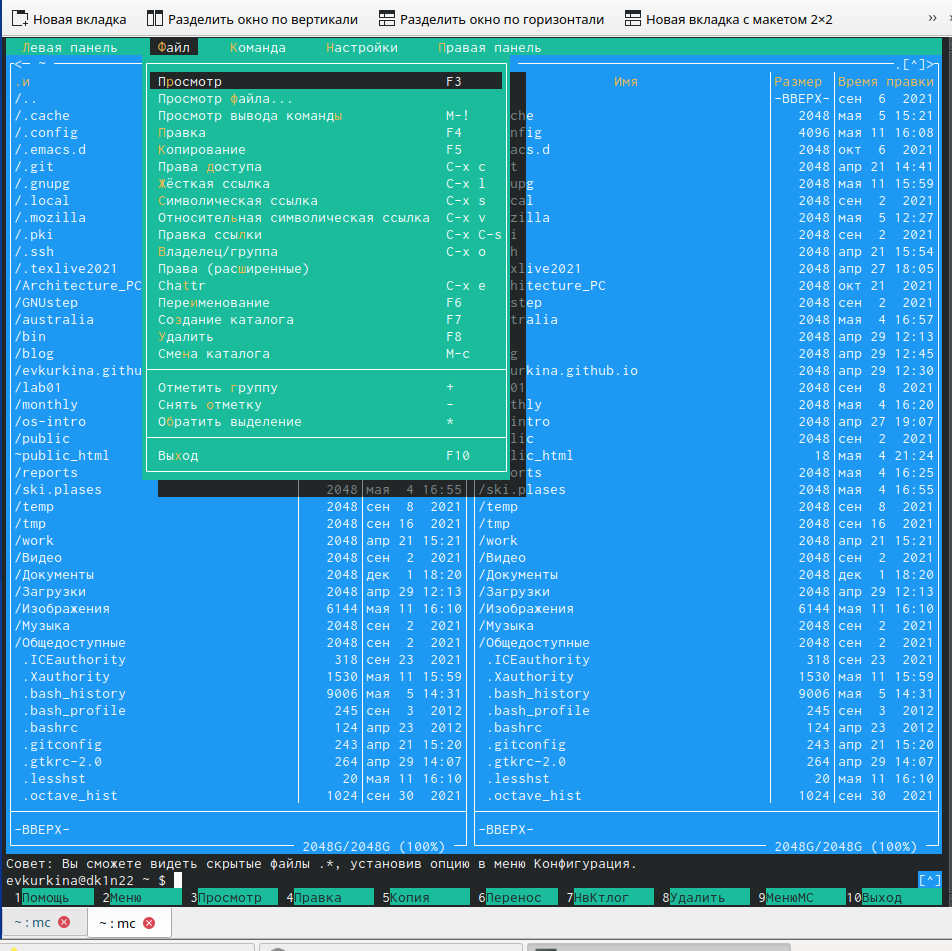 Новая вкладка Разделить окно по вертикали Разделить окно по горизонтали Новая вкладка с макетом 2×2 »
Левая панель Файл Команда Настройки Правая панель
<─ ~ .[^]>
.и Имя Размер Время правки
Просмотр F3
/.. Просмотр файла... -ВВЕРХ- сен 6 2021
/.cache Просмотр вывода команды M-! che 2048 мая 5 15:21
/.config Правка F4 nfig 4096 мая 11 16:08
/.emacs.d Копирование F5 acs.d 2048 окт 6 2021
/.git Права доступа C-x c t 2048 апр 21 14:41
/.gnupg Жёсткая ссылка C-x l upg 2048 мая 11 15:59
/.local Символическая ссылка C-x s cal 2048 сен 2 2021
/.mozilla Относительная символическая ссылка C-x v zilla 2048 мая 5 12:27
/.pki Правка ссылки C-x C-s i 2048 сен 2 2021
/.ssh Владелец/группа C-x o h 2048 апр 21 15:54
/.texlive2021 Права (расширенные) xlive2021 2048 апр 27 18:05
/Architecture_PC Chattr C-x e hitecture_PC 2048 окт 21 2021
/GNUstep Переименование F6 step 2048 сен 2 2021
/australia Создание каталога F7 tralia 2048 мая 4 16:57
/bin Удалить F8 2048 апр 29 12:13
/blog Смена каталога M-c g 2048 апр 29 12:45
/evkurkina.githu urkina.github.io 2048 апр 29 12:30
/lab01 Отметить группу + 01 2048 сен 8 2021
/monthly Снять отметку - thly 2048 мая 4 16:20
/os-intro Обратить выделение * intro 2048 апр 27 19:07
/public lic 2048 сен 2 2021
~public_html Выход F10 lic_html 18 мая 4 21:24
/reports orts 2048 мая 4 16:25
/ski.plases 2048 мая 4 16:55 /ski.plases 2048 мая 4 16:55
/temp 2048 сен 8 2021 /temp 2048 сен 8 2021
/tmp 2048 сен 16 2021 /tmp 2048 сен 16 2021
/work 2048 апр 21 15:21 /work 2048 апр 21 15:21
/Видео 2048 сен 2 2021 /Видео 2048 сен 2 2021
/Документы 2048 дек 1 18:20 /Документы 2048 дек 1 18:20
/Загрузки 2048 апр 29 12:13 /Загрузки 2048 апр 29 12:13
/Изображения 6144 мая 11 16:10 /Изображения 6144 мая 11 16:10
/Музыка 2048 сен 2 2021 /Музыка 2048 сен 2 2021
/Общедоступные 2048 сен 2 2021 /Общедоступные 2048 сен 2 2021
.ICEauthority 318 сен 23 2021 .ICEauthority 318 сен 23 2021
.Xauthority 1530 мая 11 15:59 .Xauthority 1530 мая 11 15:59
.bash_history 9006 мая 5 14:31 .bash_history 9006 мая 5 14:31
.bash_profile 245 сен 3 2012 .bash_profile 245 сен 3 2012
.bashrc 124 апр 23 2012 .bashrc 124 апр 23 2012
.gitconfig 243 апр 21 15:20 .gitconfig 243 апр 21 15:20
.gtkrc-2.0 264 апр 29 14:07 .gtkrc-2.0 264 апр 29 14:07
.lesshst 20 мая 11 16:10 .lesshst 20 мая 11 16:10
.octave_hist 1024 сен 30 2021 .octave_hist 1024 сен 30 2021
-ВВЕРХ- -ВВЕРХ-
2048G/2048G (100%) 2048G/2048G (100%)
Совет: Вы сможете видеть скрытые файлы .*, установив опцию в меню Конфигурация.
evkurkina@dk1n22 ~ $ [^]
1Помощь 2Меню 3Просмотр 4Правка 5Копия 6Перенос 7НвКтлог 8Удалить 9МенюMC 10Выход
~ : mc ~ : mc